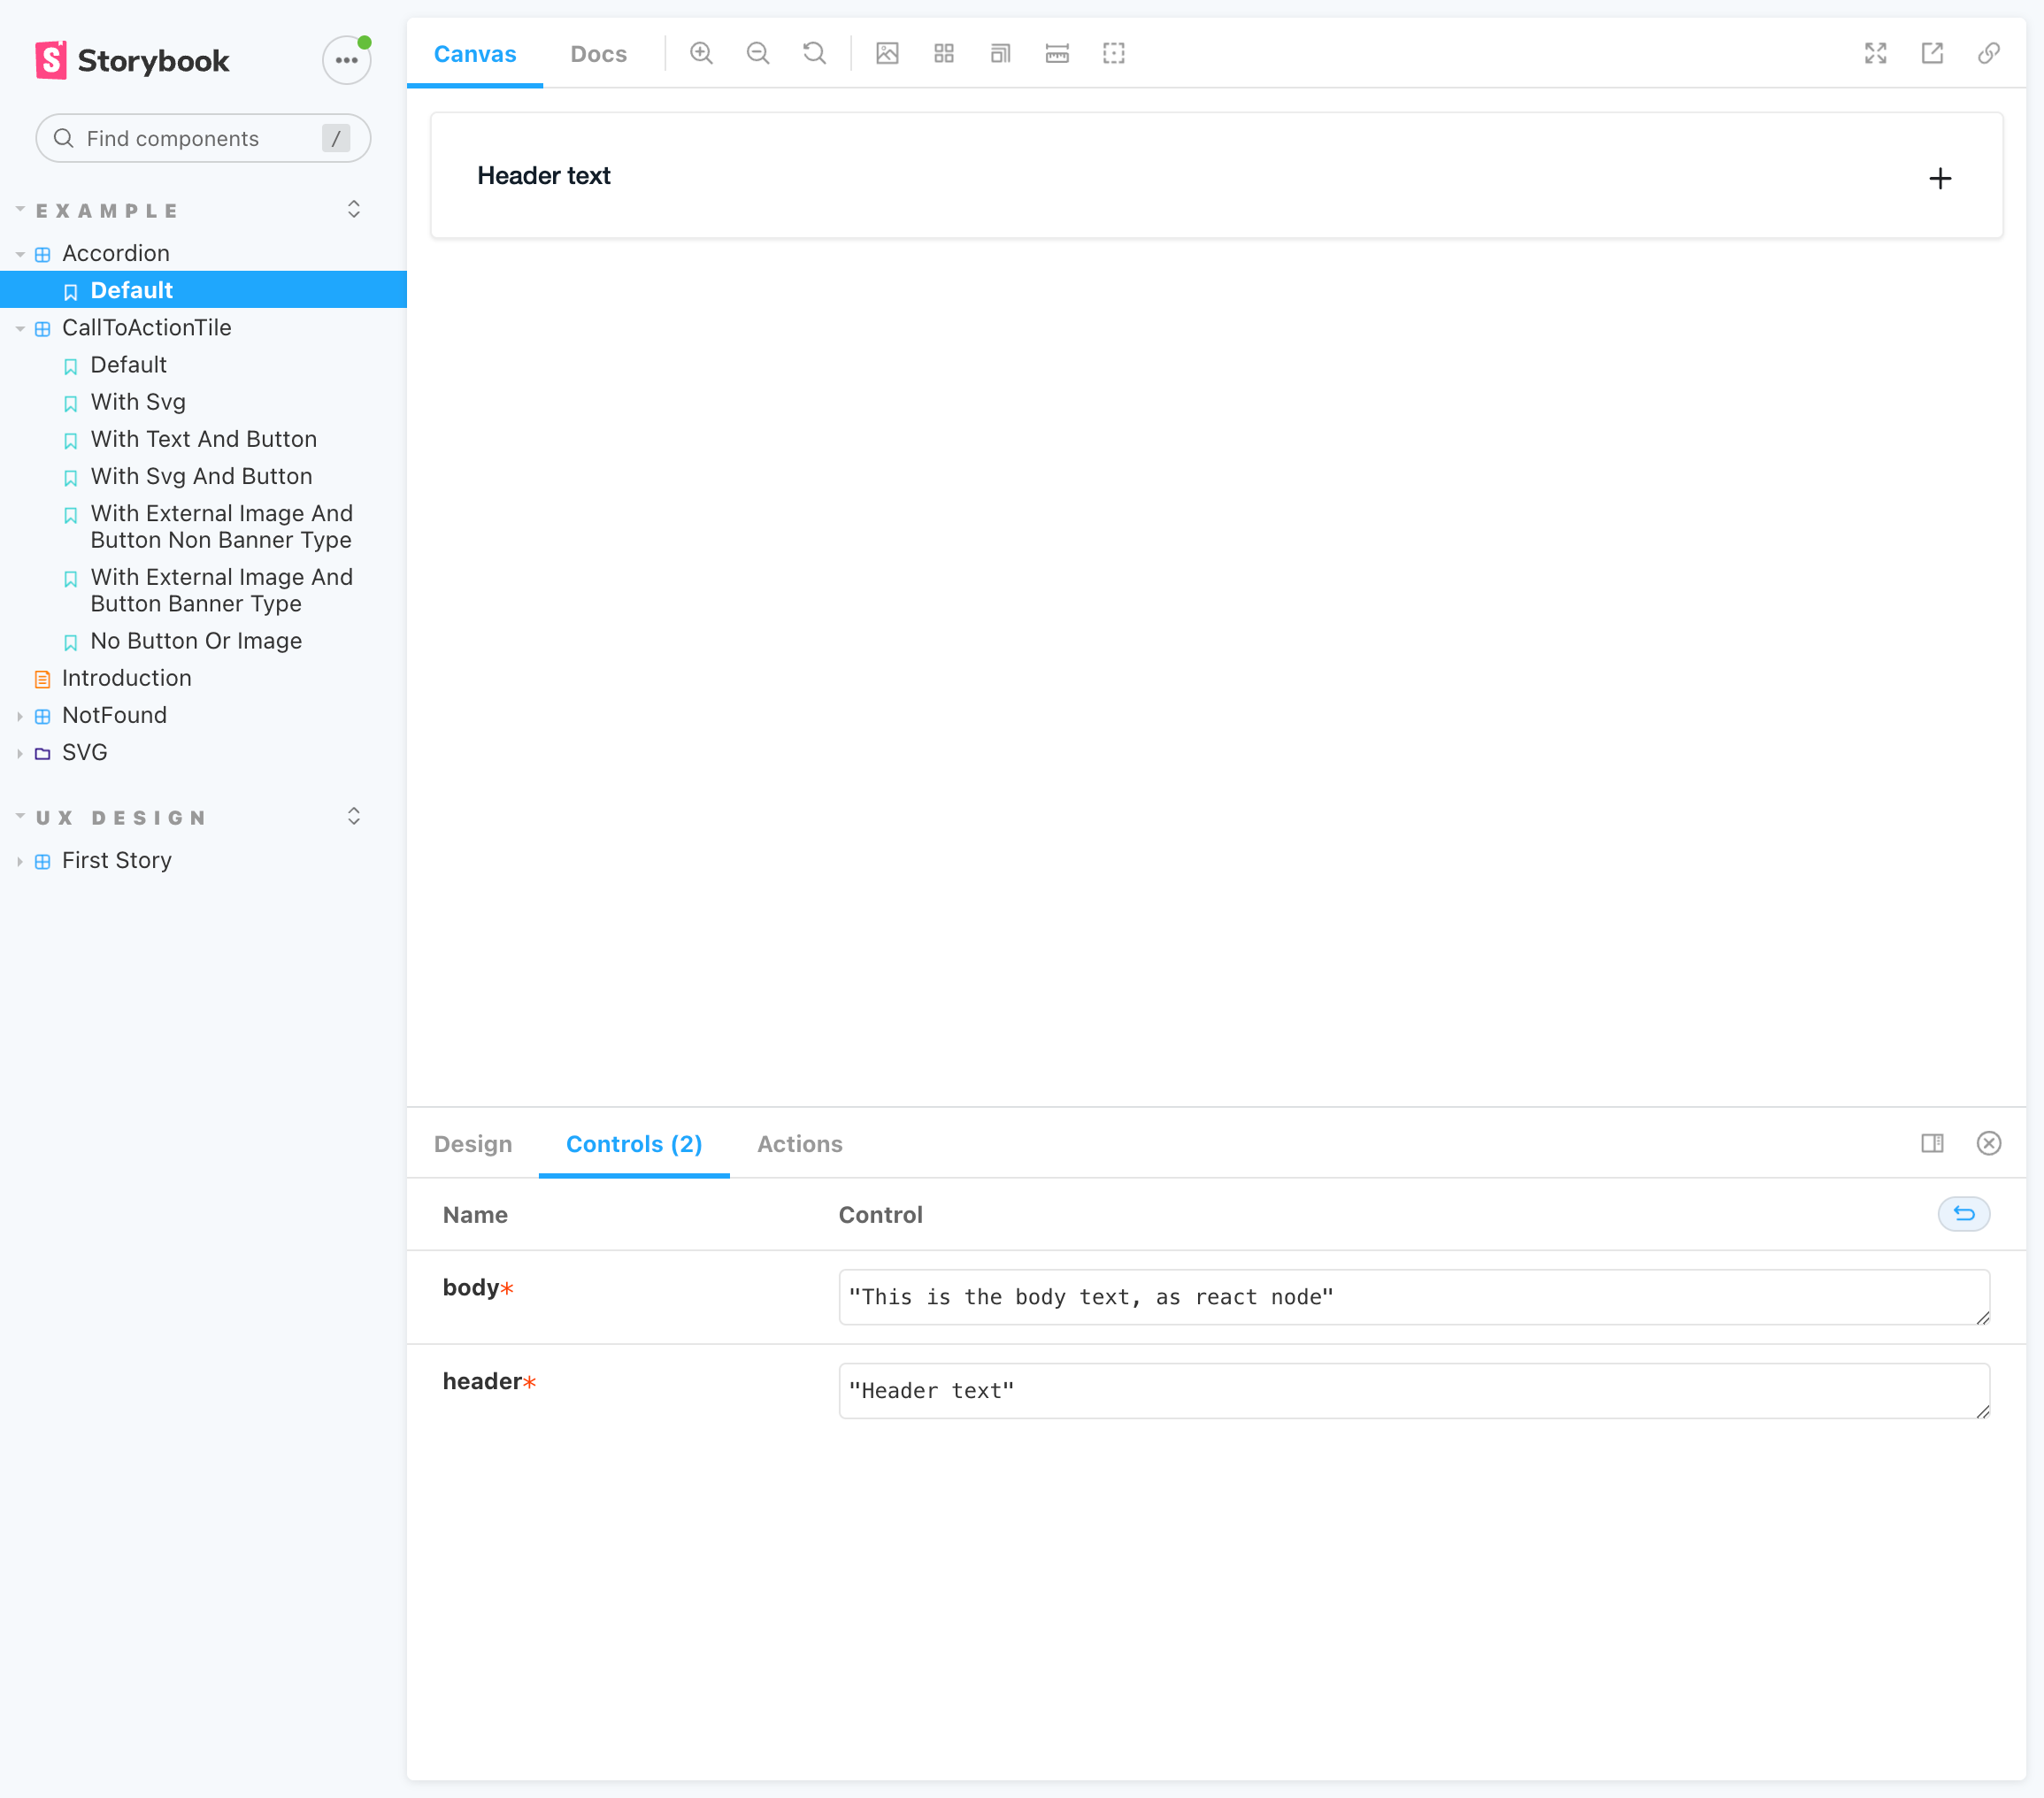 Storybook
Find components /
EXAMPLE
Accordion
Default
CallToActionTile
Default
With Svg
With Text And Button
With Svg And Button
With External Image And
Button Non Banner Type
With External Image And
Button Banner Type
No Button Or Image
Introduction
NotFound
SVG
UX DESIGN
First Story
Canvas Docs
Header text
Design Controls (2) Actions
Name Control
body* "This is the body text, as react node"
header* "Header text"